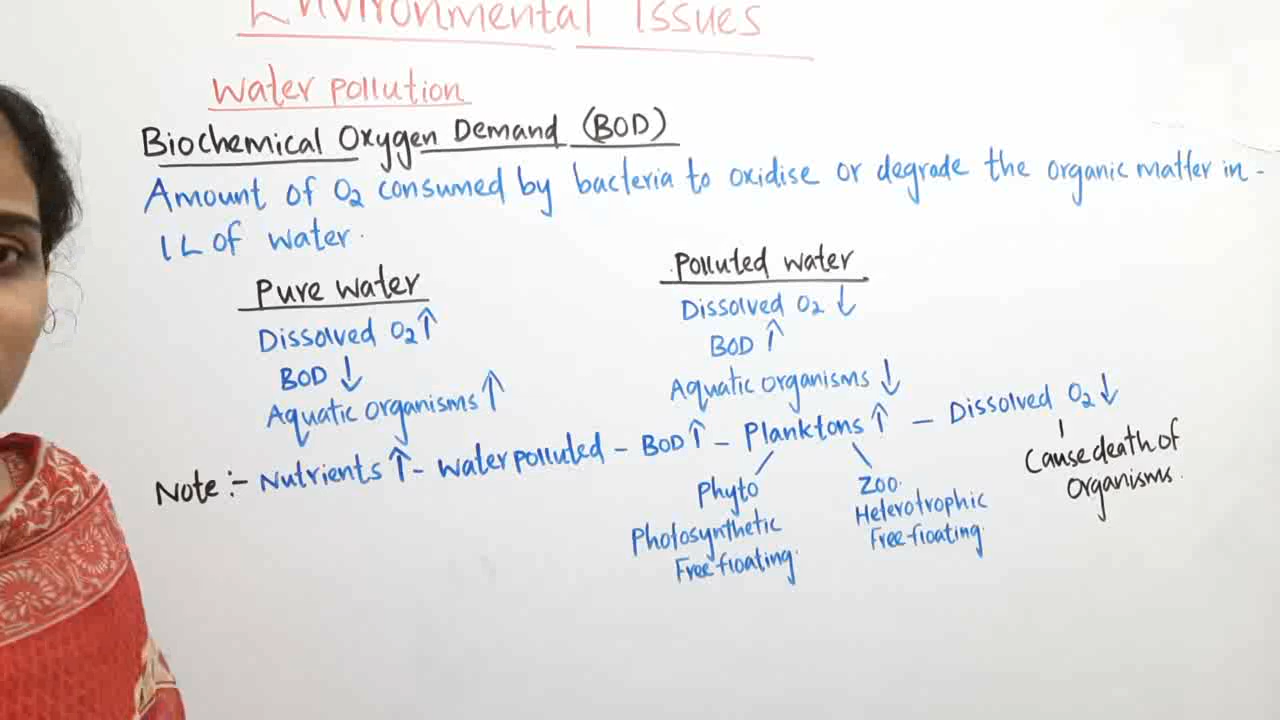 Environmental Issues
Water pollution
Biochemical Oxygen Demand (BOD)
Amount of O₂ consumed by bacteria to oxidise or degrade the organic matter in -
1 L of water.
Pure water
Dissolved O₂ ↑
BOD ↓
Aquatic organisms ↑
Polluted water
Dissolved O₂ ↓
BOD ↑
Aquatic organisms ↓
Note :- Nutrients ↑ - Water polluted - BOD ↑ - Planktons ↑ - Dissolved O₂ ↓
Phyto
Photosynthetic
Free floating.
Zoo.
Heterotrophic
Free floating.
Cause death of
organisms.